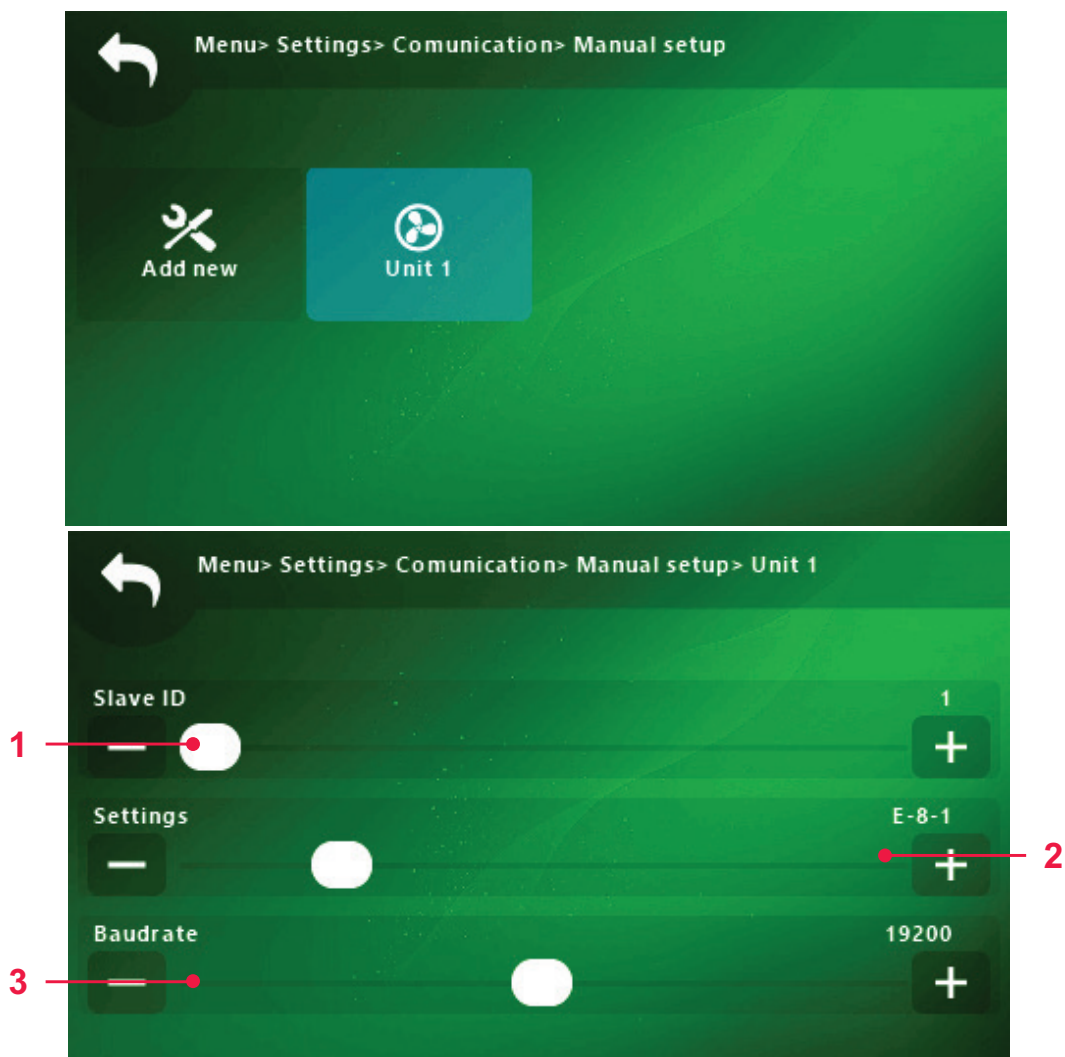 Menu> Settings> Comunication> Manual setup
Add new
Unit 1
Menu> Settings> Comunication> Manual setup> Unit 1
Slave ID 1
1
Settings E-8-1
2
Baudrate 19200
3